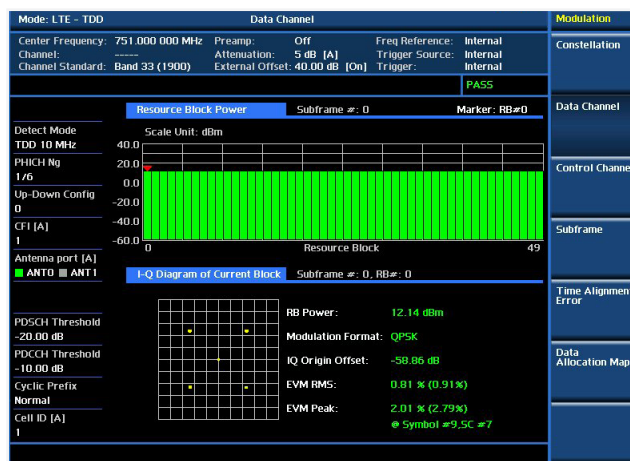 Mode: LTE - TDD Data Channel
Center Frequency: 751.000 000 MHz Preamp: Off Freq Reference: Internal
Channel: ----- Attenuation: 5 dB [A] Trigger Source: Internal
Channel Standard: Band 33 (1900) External Offset: 40.00 dB [On] Trigger: Internal
PASS
Resource Block Power Subframe #: 0 Marker: RB#0
Detect Mode
TDD 10 MHz
PHICH Ng
1/6
Up-Down Config
0
CFI [A]
1
Antenna port [A]
ANT0 ANT1
PDSCH Threshold
-20.00 dB
PDCCH Threshold
-10.00 dB
Cyclic Prefix
Normal
Cell ID [A]
1
Scale Unit: dBm
40.0
20.0
0.0
-20.0
-40.0
-60.0
0 Resource Block 49
I-Q Diagram of Current Block Subframe #: 0, RB#: 0
RB Power: 12.14 dBm
Modulation Format: QPSK
IQ Origin Offset: -58.86 dB
EVM RMS: 0.81 % (0.91%)
EVM Peak: 2.01 % (2.79%)
@ Symbol #9,SC #7
Modulation
Constellation
Data Channel
Control Channe
Subframe
Time Alignmen
Error
Data
Allocation Map